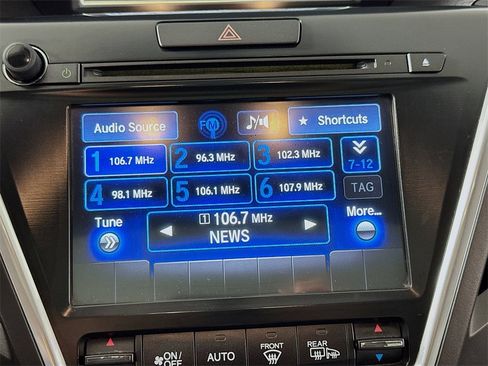 Audio Source
FM
★ Shortcuts
1 106.7 MHz
2 96.3 MHz
3 102.3 MHz
7-12
4 98.1 MHz
5 106.1 MHz
6 107.9 MHz
TAG
Tune
1 106.7 MHz
More...
NEWS
ON/OFF
AUTO
FRONT
REAR